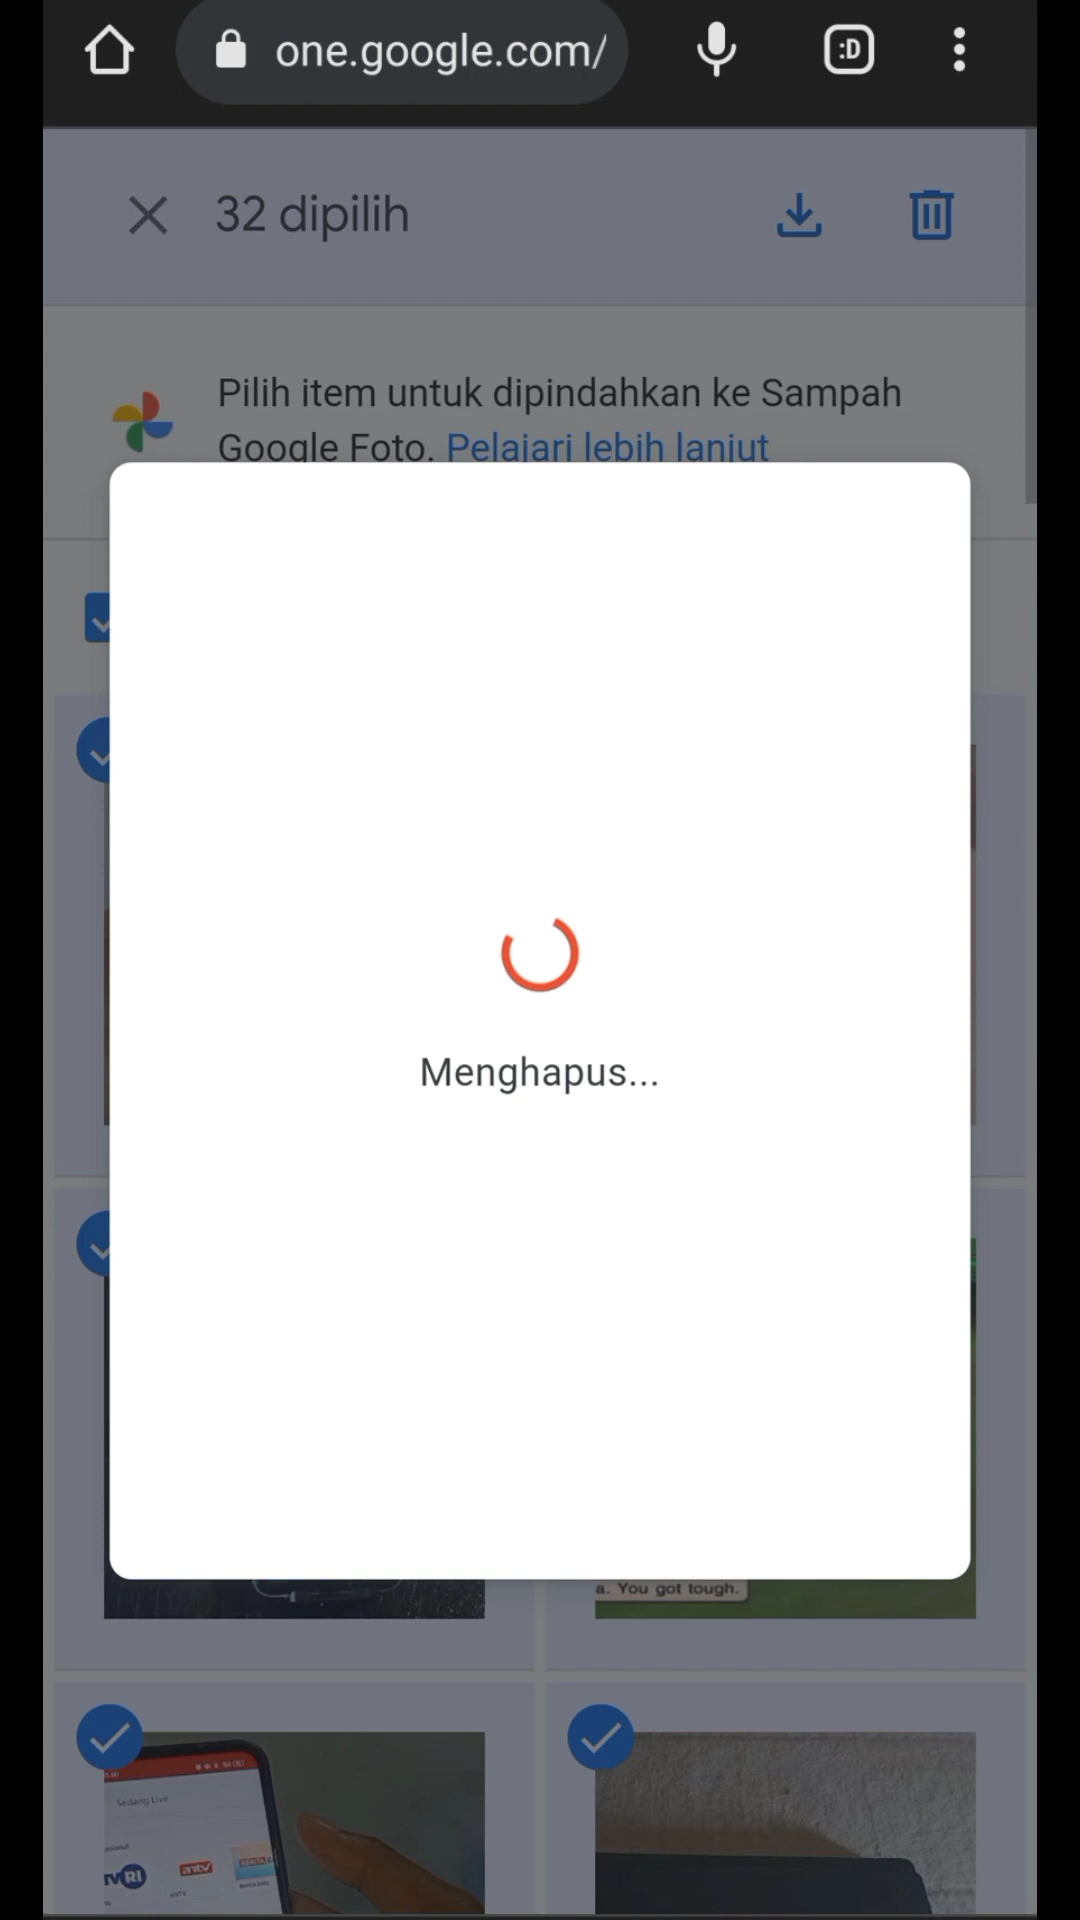 one.google.com/
:D
32 dipilih
Pilih item untuk dipindahkan ke Sampah
Google Foto. Pelajari lebih lanjut
Menghapus...
a. You got tough.
Sedang Live
TVRI
antv
ANTV